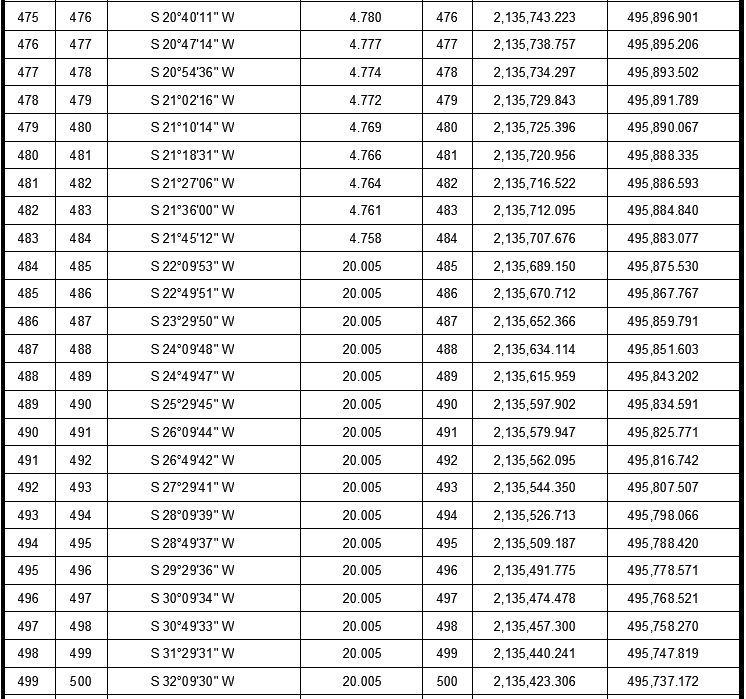 475 476 S 20°40'11" W 4.780 476 2,135,743.223 495,896.901
476 477 S 20°47'14" W 4.777 477 2,135,738.757 495,895.206
477 478 S 20°54'36" W 4.774 478 2,135,734.297 495,893.502
478 479 S 21°02'16" W 4.772 479 2,135,729.843 495,891.789
479 480 S 21°10'14" W 4.769 480 2,135,725.396 495,890.067
480 481 S 21°18'31" W 4.766 481 2,135,720.956 495,888.335
481 482 S 21°27'06" W 4.764 482 2,135,716.522 495,886.593
482 483 S 21°36'00" W 4.761 483 2,135,712.095 495,884.840
483 484 S 21°45'12" W 4.758 484 2,135,707.676 495,883.077
484 485 S 22°09'53" W 20.005 485 2,135,689.150 495,875.530
485 486 S 22°49'51" W 20.005 486 2,135,670.712 495,867.767
486 487 S 23°29'50" W 20.005 487 2,135,652.366 495,859.791
487 488 S 24°09'48" W 20.005 488 2,135,634.114 495,851.603
488 489 S 24°49'47" W 20.005 489 2,135,615.959 495,843.202
489 490 S 25°29'45" W 20.005 490 2,135,597.902 495,834.591
490 491 S 26°09'44" W 20.005 491 2,135,579.947 495,825.771
491 492 S 26°49'42" W 20.005 492 2,135,562.095 495,816.742
492 493 S 27°29'41" W 20.005 493 2,135,544.350 495,807.507
493 494 S 28°09'39" W 20.005 494 2,135,526.713 495,798.066
494 495 S 28°49'37" W 20.005 495 2,135,509.187 495,788.420
495 496 S 29°29'36" W 20.005 496 2,135,491.775 495,778.571
496 497 S 30°09'34" W 20.005 497 2,135,474.478 495,768.521
497 498 S 30°49'33" W 20.005 498 2,135,457.300 495,758.270
498 499 S 31°29'31" W 20.005 499 2,135,440.241 495,747.819
499 500 S 32°09'30" W 20.005 500 2,135,423.306 495,737.172